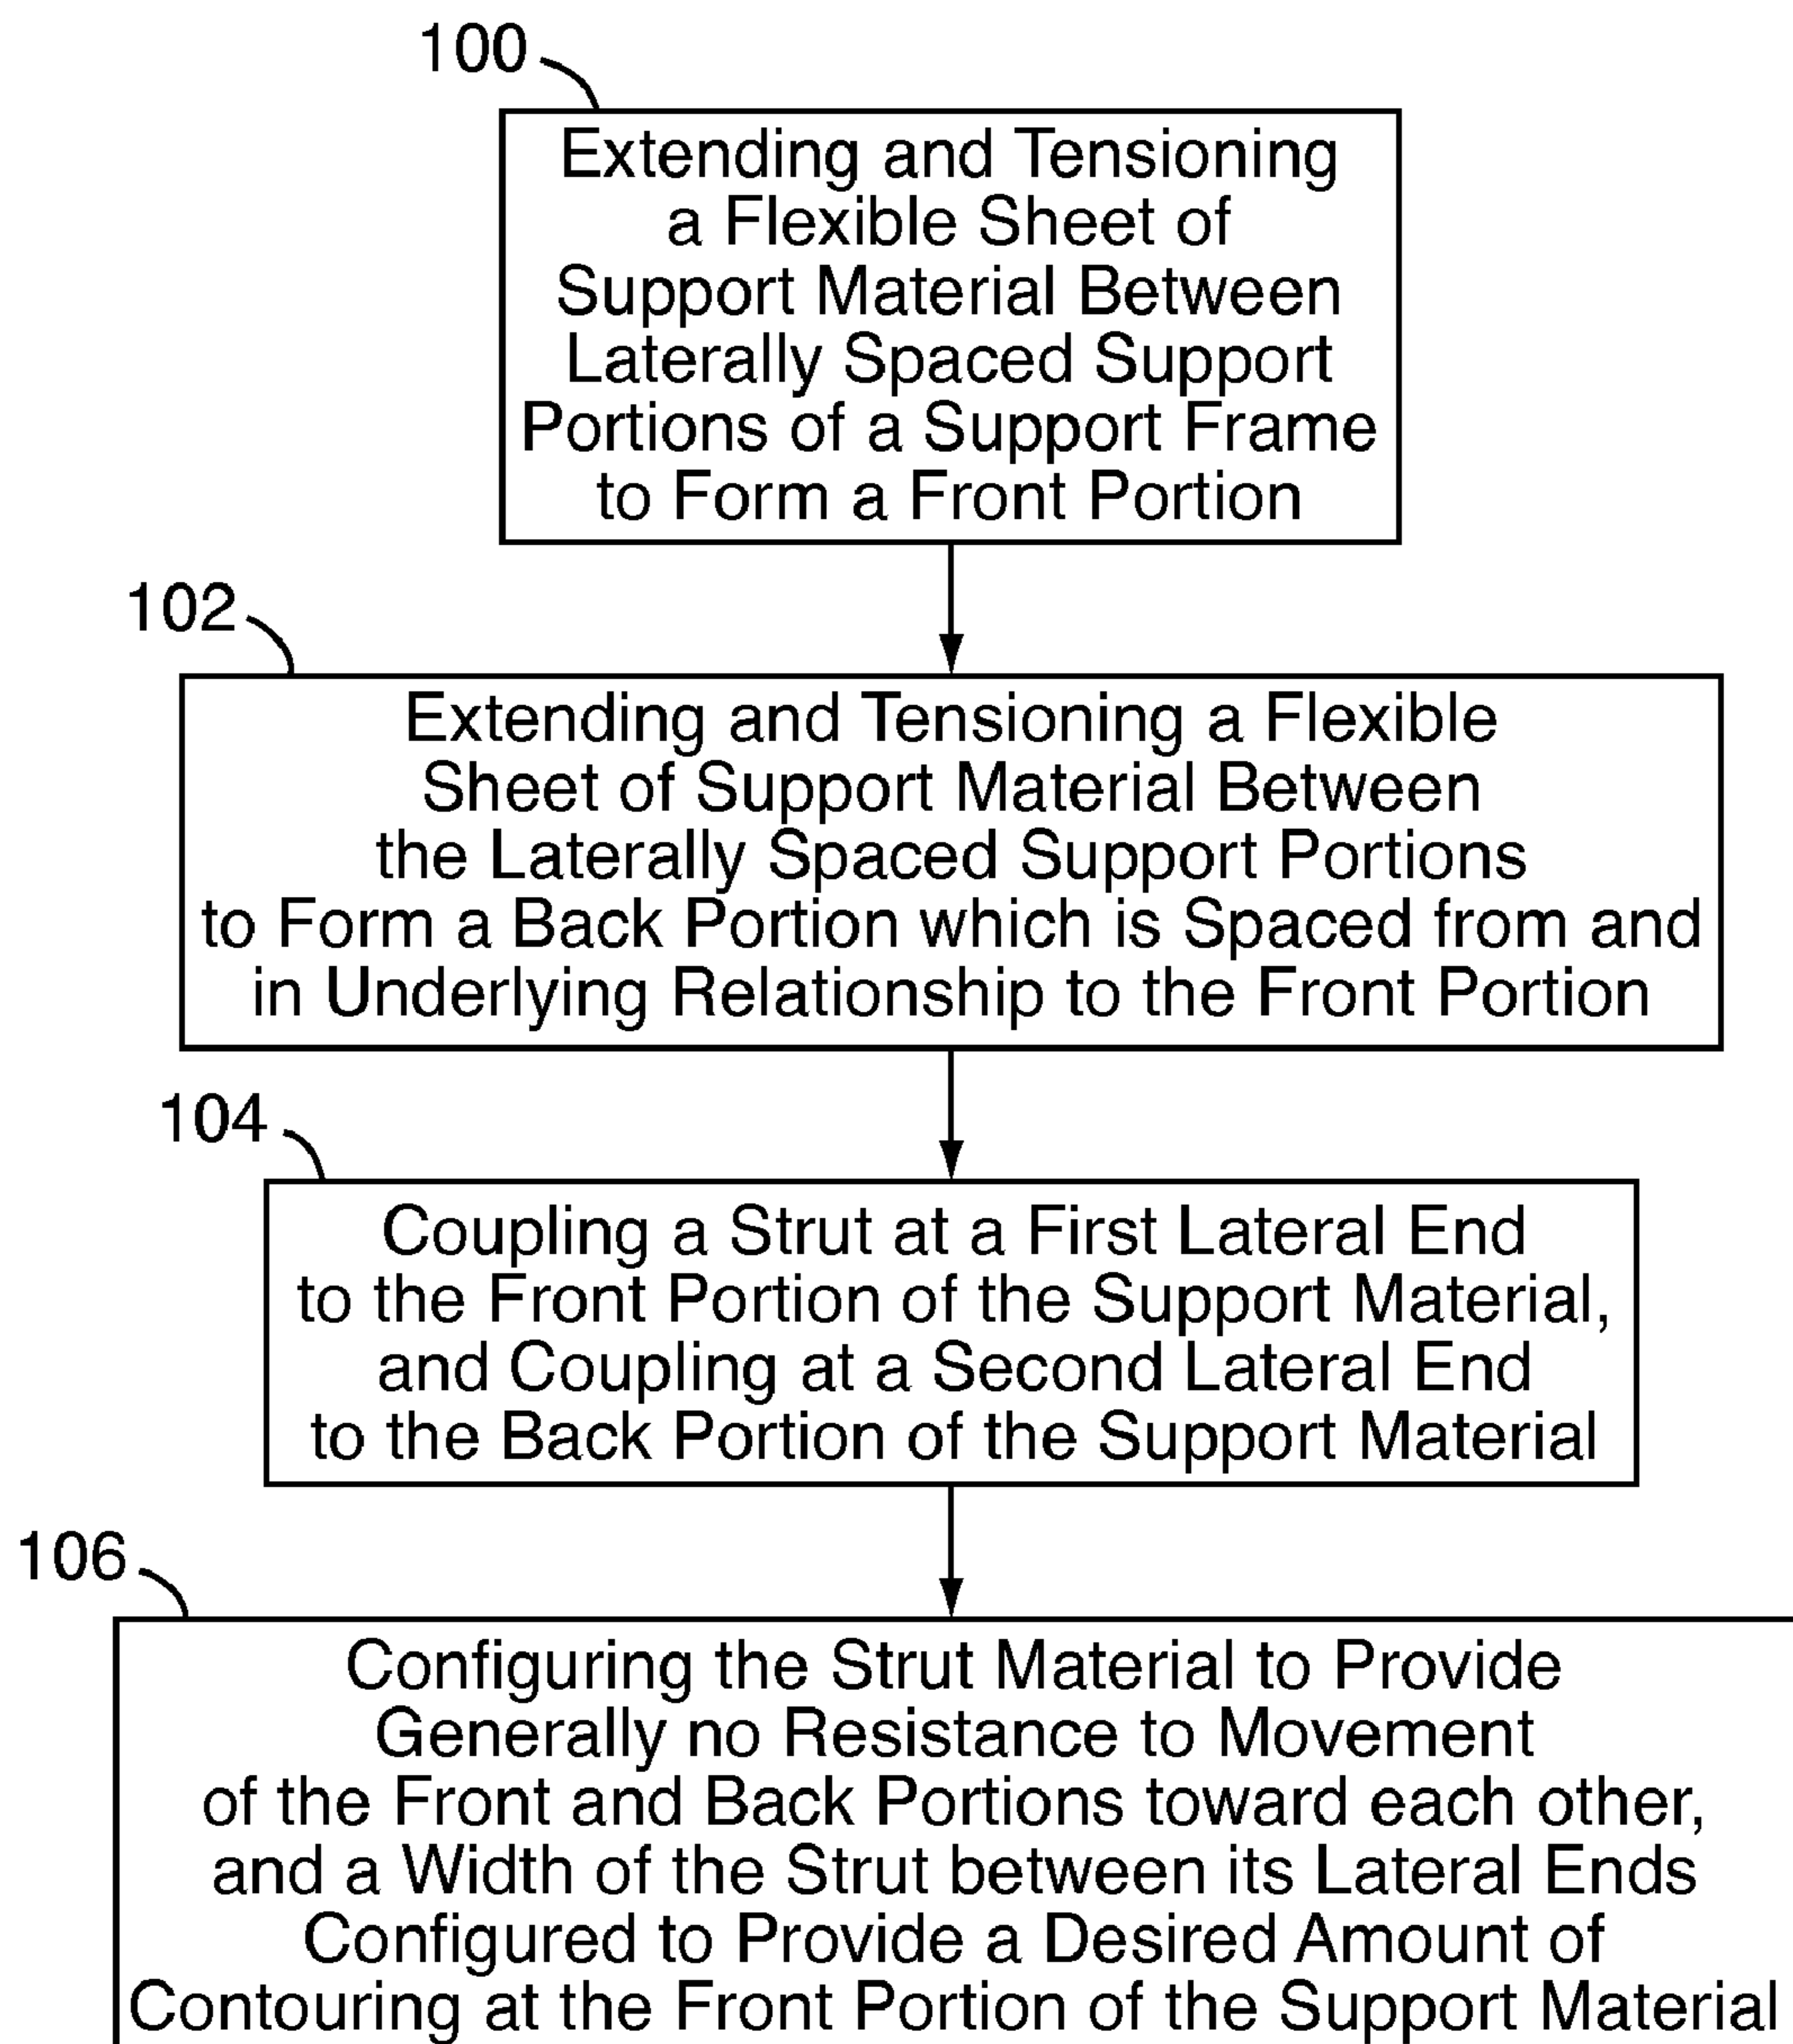 100
Extending and Tensioning
a Flexible Sheet of
Support Material Between
Laterally Spaced Support
Portions of a Support Frame
to Form a Front Portion
102
Extending and Tensioning a Flexible
Sheet of Support Material Between
the Laterally Spaced Support Portions
to Form a Back Portion which is Spaced from and
in Underlying Relationship to the Front Portion
104
Coupling a Strut at a First Lateral End
to the Front Portion of the Support Material,
and Coupling at a Second Lateral End
to the Back Portion of the Support Material
106
Configuring the Strut Material to Provide
Generally no Resistance to Movement
of the Front and Back Portions toward each other,
and a Width of the Strut between its Lateral Ends
Configured to Provide a Desired Amount of
Contouring at the Front Portion of the Support Material